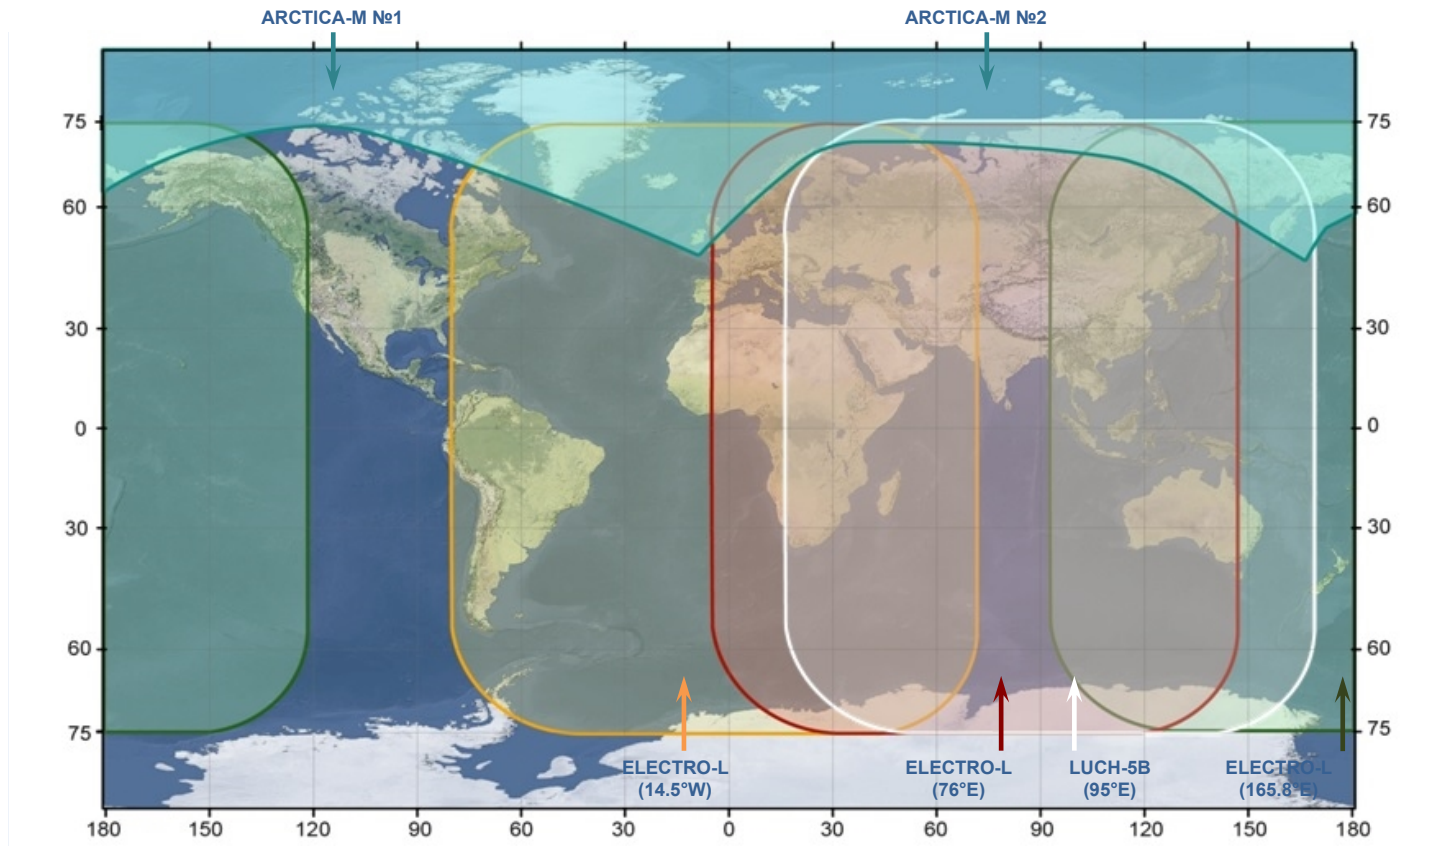 ARCTICA-M №1 ARCTICA-M №2
75 75
60 60
30 30
0 0
30 30
60 60
75 75
ELECTRO-L ELECTRO-L LUCH-5B ELECTRO-L
(14.5°W) (76°E) (95°E) (165.8°E)
180 150 120 90 60 30 0 30 60 90 120 150 180